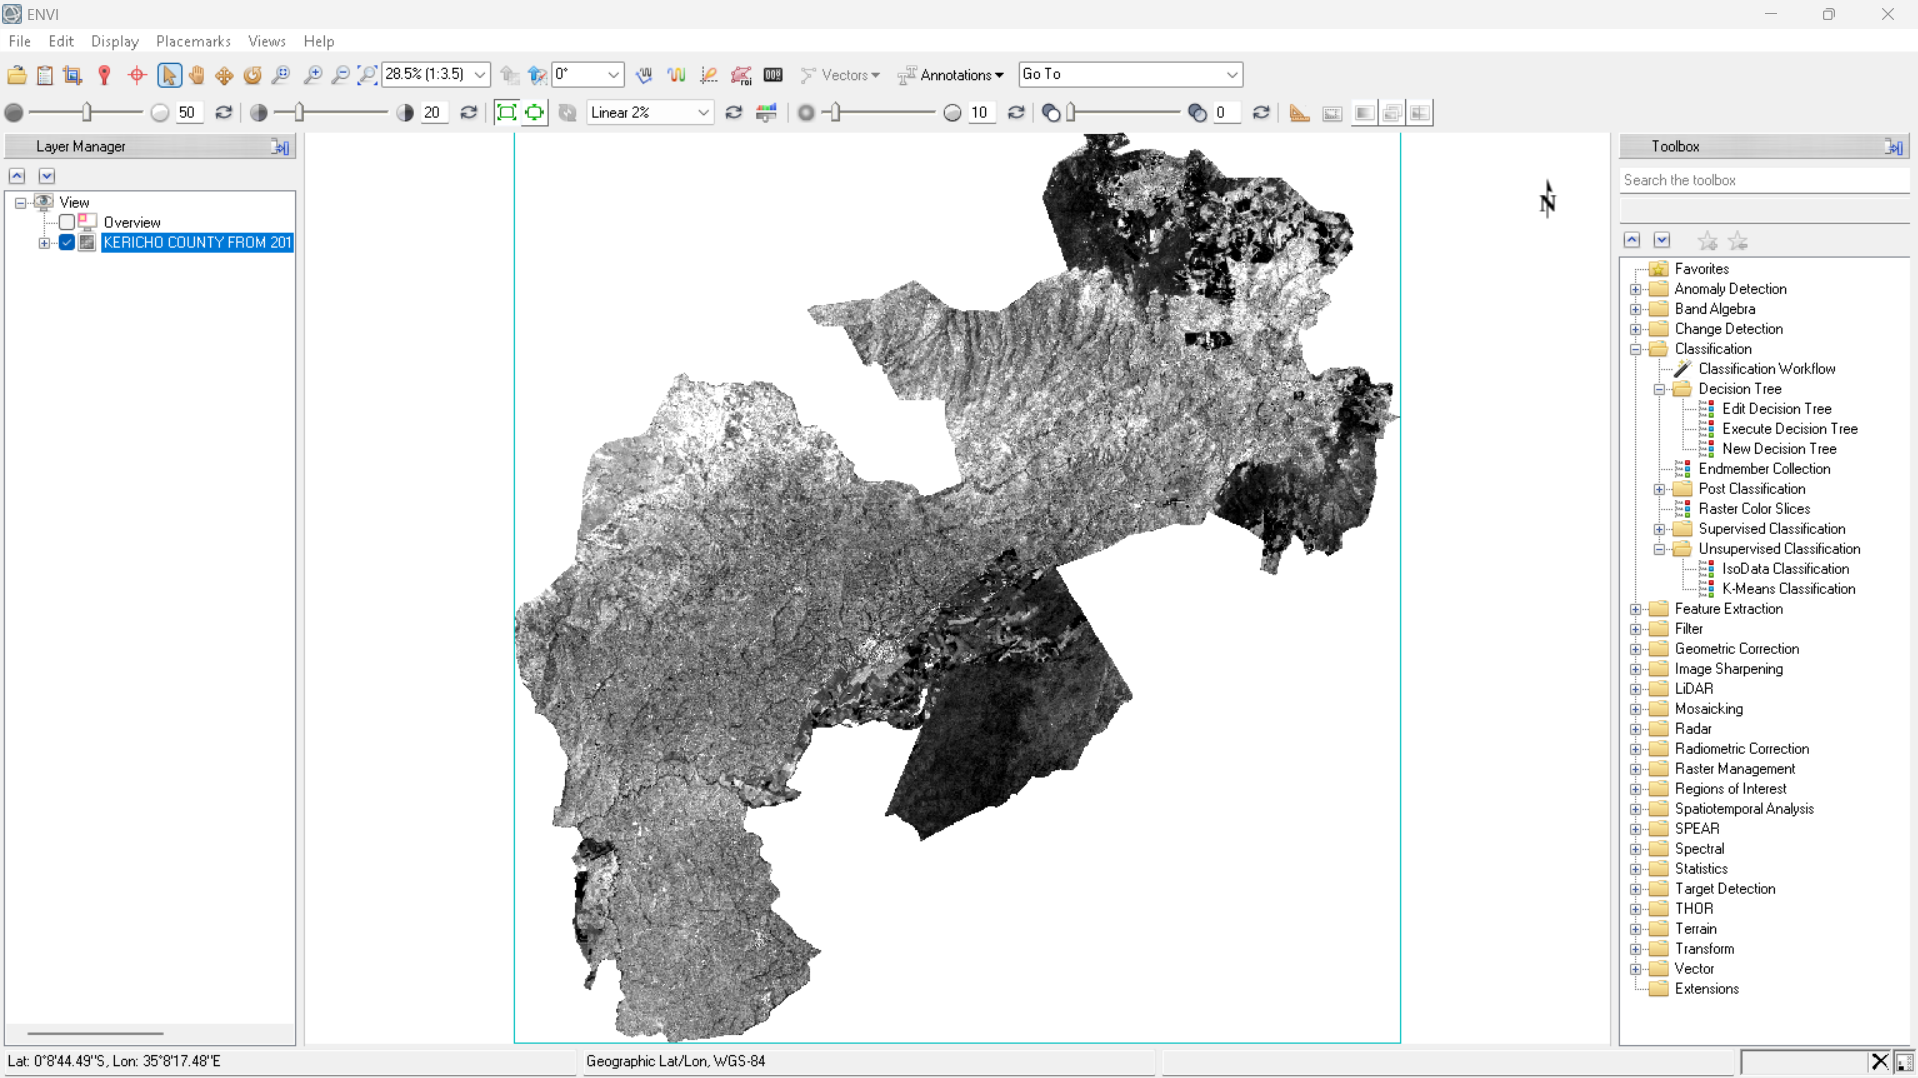 ENVI
File Edit Display Placemarks Views Help
28.5% (1:3.5) 0° roi Vectors Annotations Go To
50 20 Linear 2% 10 0
Layer Manager
View
Overview
KERICHO COUNTY FROM 201
N
Toolbox
Search the toolbox
Favorites
Anomaly Detection
Band Algebra
Change Detection
Classification
Classification Workflow
Decision Tree
Edit Decision Tree
Execute Decision Tree
New Decision Tree
Endmember Collection
Post Classification
Raster Color Slices
Supervised Classification
Unsupervised Classification
IsoData Classification
K-Means Classification
Feature Extraction
Filter
Geometric Correction
Image Sharpening
LiDAR
Mosaicking
Radar
Radiometric Correction
Raster Management
Regions of Interest
Spatiotemporal Analysis
SPEAR
Spectral
Statistics
Target Detection
THOR
Terrain
Transform
Vector
Extensions
Lat: 0°8'44.49"S, Lon: 35°8'17.48"E
Geographic Lat/Lon, WGS-84